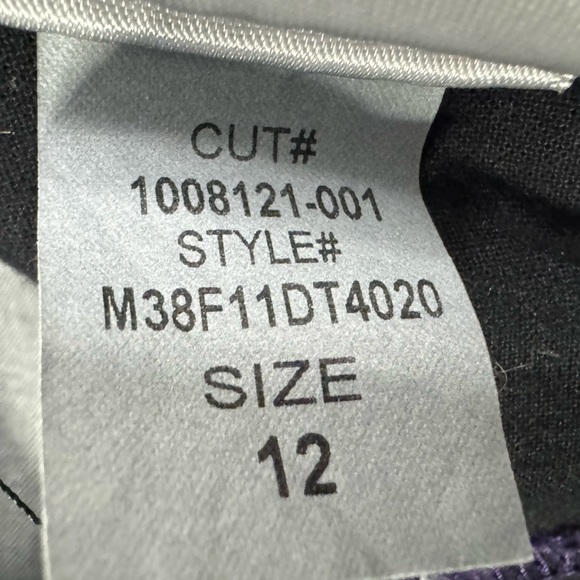 CUT#
1008121-001
STYLE#
M38F11DT4020
SIZE
12